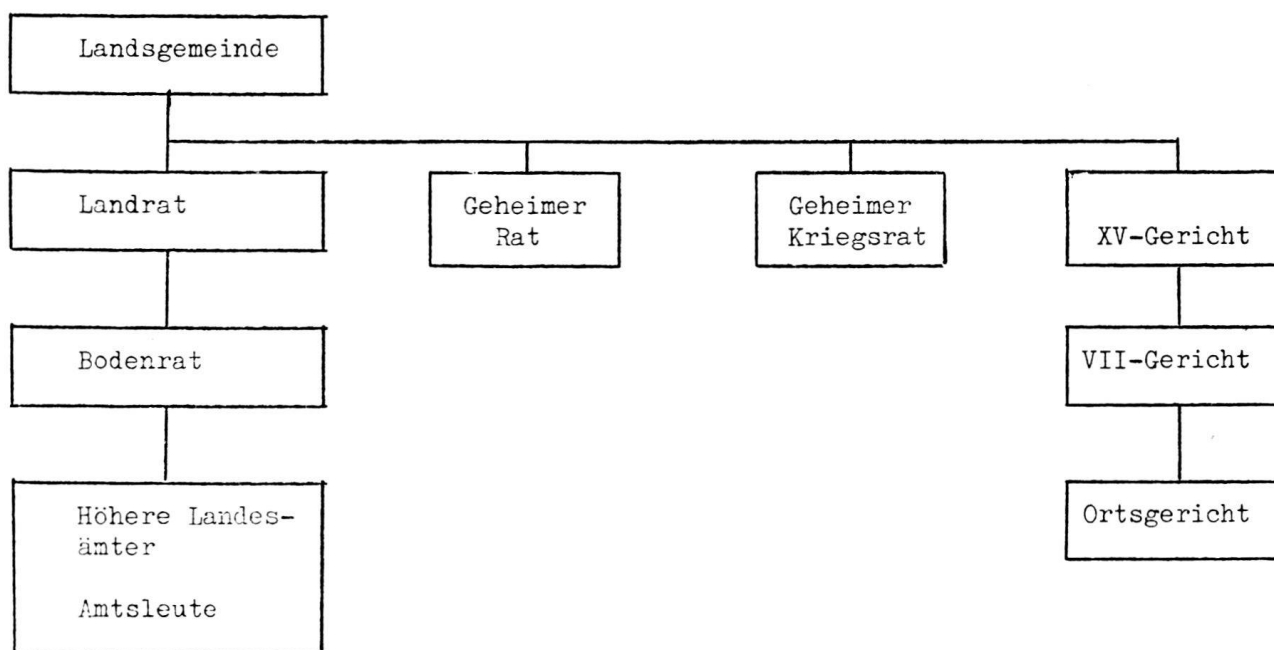 Landsgemeinde
Landrat
Geheimer
Rat
Geheimer
Kriegsrat
XV-Gericht
Bodenrat
VII-Gericht
Höhere Landes-
ämter
Amtsleute
Ortsgericht